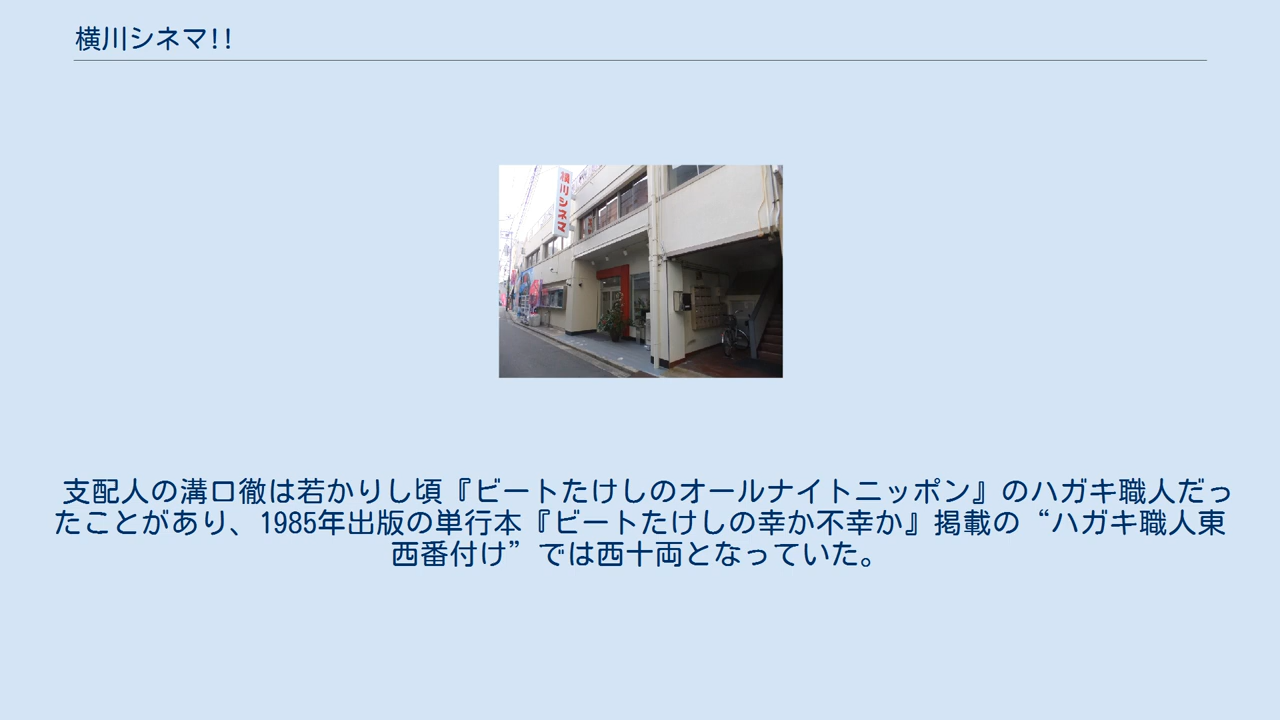 横川シネマ!!
横川シネマ
支配人の溝口徹は若かりし頃『ビートたけしのオールナイトニッポン』のハガキ職人だっ
たことがあり、1985年出版の単行本『ビートたけしの幸か不幸か』掲載の“ハガキ職人東
西番付け”では西十両となっていた。